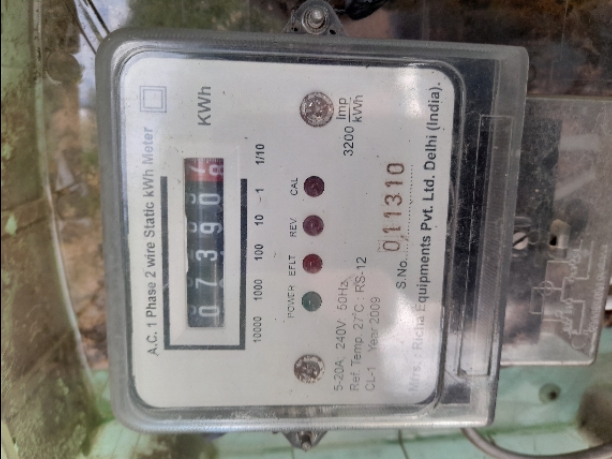 A.C. 1 Phase 2 wire Static kWh Meter
KWh
07390
10000 1000 100 10 1 1/10
POWER EFLT REV. CAL
3200 Imp/kWh
5-20A 240V 50Hz
Ref. Temp. 27°C : RS-12
CL-1 Year 2009
S.No. 011310
Mfrs.: Equipments Pvt. Ltd. Delhi (India).